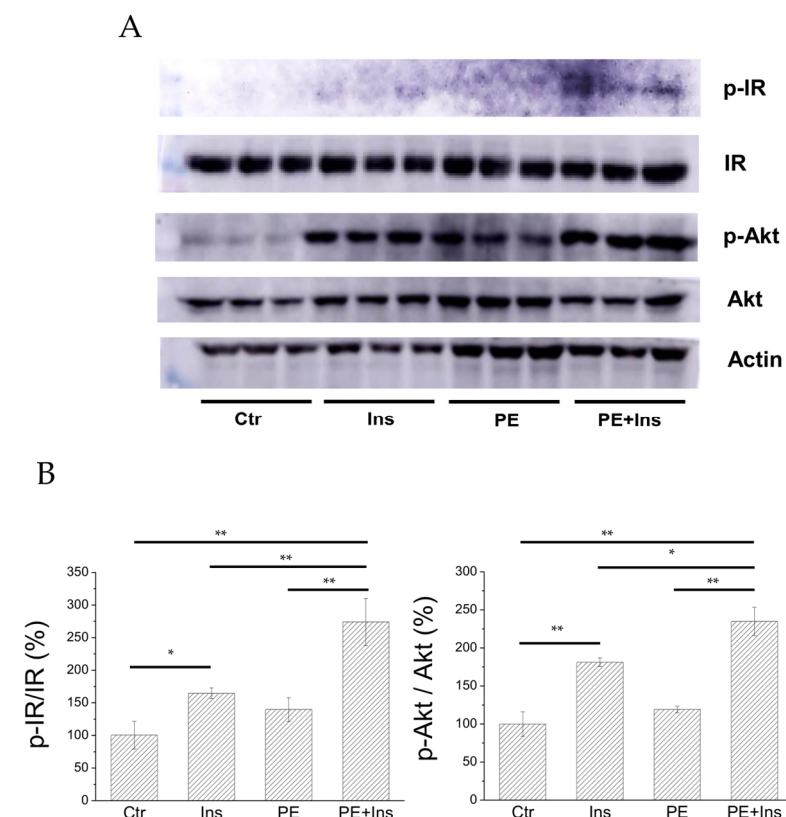 A
p-IR
IR
p-Akt
Akt
Actin
Ctr Ins PE PE+Ins
B
** **
** *
** **
* **
p-IR/IR (%)
350
300
250
200
150
100
50
0
Ctr Ins PE PE+Ins
p-Akt / Akt (%)
300
250
200
150
100
50
0
Ctr Ins PE PE+Ins